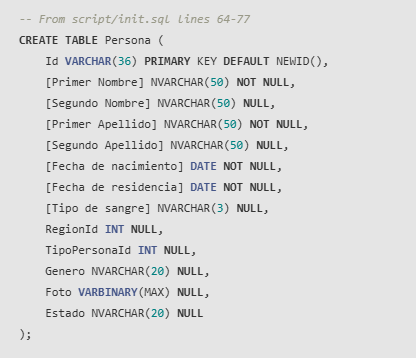 -- From script/init.sql lines 64-77
CREATE TABLE Persona (
    Id VARCHAR(36) PRIMARY KEY DEFAULT NEWID(),
    [Primer Nombre] NVARCHAR(50) NOT NULL,
    [Segundo Nombre] NVARCHAR(50) NULL,
    [Primer Apellido] NVARCHAR(50) NOT NULL,
    [Segundo Apellido] NVARCHAR(50) NULL,
    [Fecha de nacimiento] DATE NOT NULL,
    [Fecha de residencia] DATE NOT NULL,
    [Tipo de sangre] NVARCHAR(3) NULL,
    RegionId INT NULL,
    TipoPersonaId INT NULL,
    Genero NVARCHAR(20) NULL,
    Foto VARBINARY(MAX) NULL,
    Estado NVARCHAR(20) NULL
);